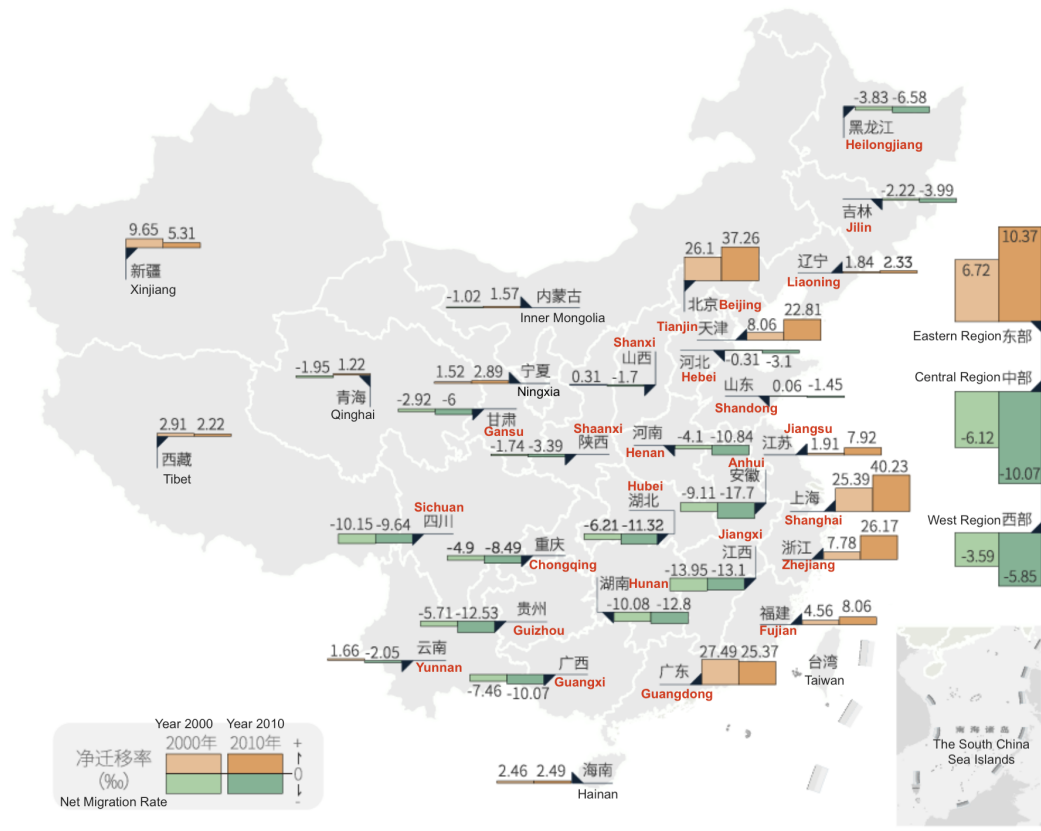 -3.83 -6.58
黑龙江
Heilongjiang
-2.22 -3.99
吉林
Jilin
9.65 5.31
新疆
Xinjiang
26.1 37.26
北京 Beijing
辽宁 1.84 2.33
Liaoning
6.72 10.37
Eastern Region 东部
-1.02 1.57 内蒙古
Inner Mongolia
22.81
Tianjin 天津 8.06
Shanxi
山西
0.31 -1.7
河北 -0.31 -3.1
Hebei
-1.95 1.22
青海
Qinghai
1.52 2.89 宁夏
Ningxia
山东 0.06 -1.45
Shandong
Central Region 中部
-6.12 -10.07
-2.92 -6
甘肃
Gansu
2.91 2.22
西藏
Tibet
Shaanxi
-1.74 -3.39 陕西
河南 -4.1 -10.84
Henan
Jiangsu
江苏 1.91 7.92
Anhui
安徽
-9.11 -17.7
40.23
25.39
上海
Shanghai
Hubei
湖北
-6.21 -11.32
Sichuan
-10.15 -9.64 四川
West Region 西部
-3.59 -5.85
-4.9 -8.49 重庆
Chongqing
Jiangxi
江西
-13.95 -13.1
26.17
浙江 7.78
Zhejiang
湖南 Hunan
-10.08 -12.8
-5.71 -12.53 贵州
Guizhou
福建 4.56 8.06
Fujian
1.66 -2.05 云南
Yunnan
广西
Guangxi
-7.46 -10.07
27.49 25.37
广东
Guangdong
台湾
Taiwan
2.46 2.49 海南
Hainan
Year 2000 Year 2010
2000年 2010年
净迁移率
(‰)
Net Migration Rate
+
0
-
南海诸岛
The South China
Sea Islands